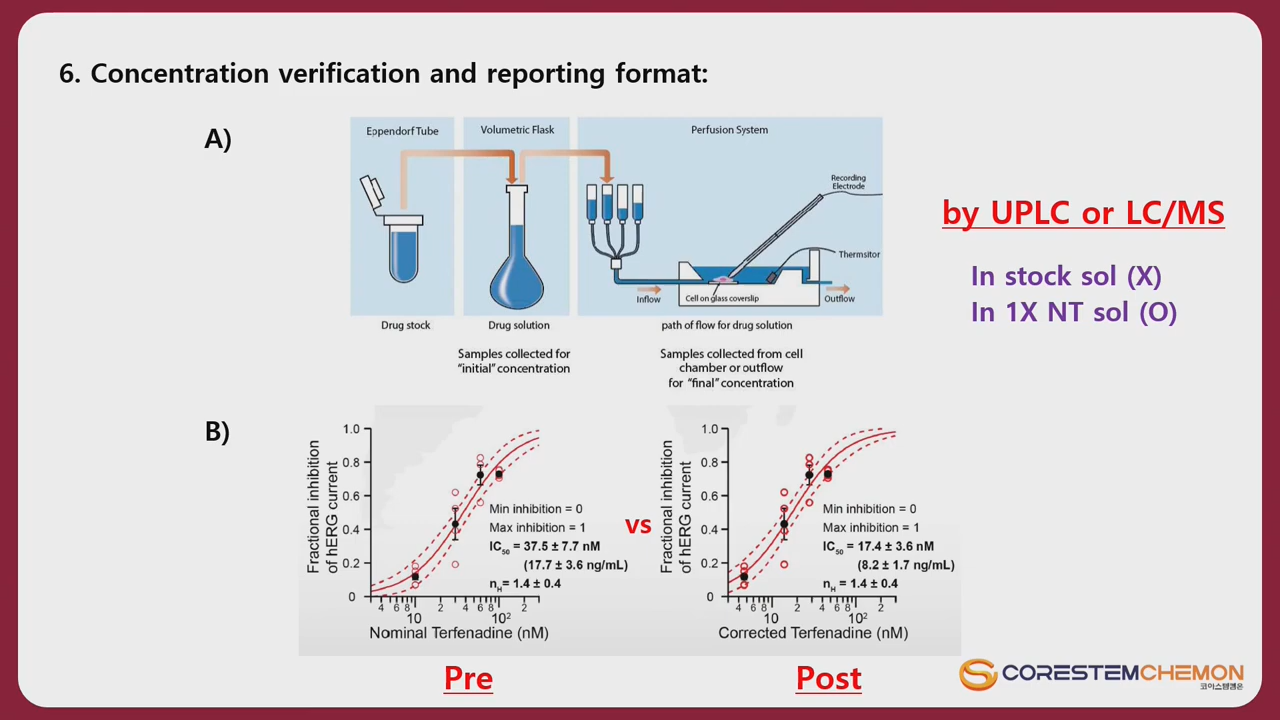 6. Concentration verification and reporting format:
A)
Eppendorf Tube
Volumetric Flask
Perfusion System
Recording
Electrode
Thermsitor
Inflow
Cell on glass coverslip
Outflow
Drug stock
Drug solution
path of flow for drug solution
Samples collected for
"initial" concentration
Samples collected from cell
chamber or outflow
for "final" concentration
by UPLC or LC/MS
In stock sol (X)
In 1X NT sol (O)
B)
Fractional inhibition
of hERG current
1.0
0.8
0.6
0.4
0.2
0
Min inhibition = 0
Max inhibition = 1
IC50 = 37.5 ± 7.7 nM
(17.7 ± 3.6 ng/mL)
nH= 1.4 ± 0.4
4 6 8 2 4 6 8 2
10 10²
Nominal Terfenadine (nM)
Pre
vs
Fractional inhibition
of hERG current
1.0
0.8
0.6
0.4
0.2
0.0
Min inhibition = 0
Max inhibition = 1
IC50 = 17.4 ± 3.6 nM
(8.2 ± 1.7 ng/mL)
nH= 1.4 ± 0.4
4 6 8 2 4 6 8 2
10 10²
Corrected Terfenadine (nM)
Post
CORESTEMCHEMON
코아스템켐온